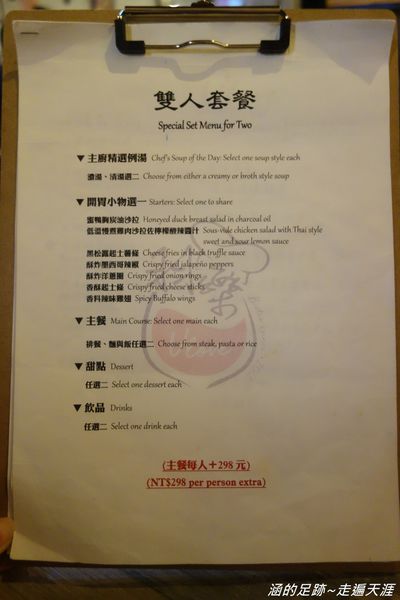 雙人套餐
Special Set Menu for Two
▼主廚精選例湯 Chef's Soup of the Day: Select one soup style each
濃湯、清湯選二 Choose from either a creamy or broth style soup
▼開胃小物選一 Starters: Select one to share
蜜鴨胸炭油沙拉 Honeyed duck breast salad in charcoal oil
低溫慢煮雞肉沙拉佐檸檬酸辣醬汁 Sous-vide chicken salad with Thai style
sweet and sour lemon sauce
黑松露起士薯條 Cheese fries in black truffle sauce
酥炸墨西哥辣椒 Crispy fried jalapeño peppers
酥炸洋蔥圈 Crispy fried onion rings
香酥起士條 Crispy fried cheese sticks
香料辣味雞翅 Spicy Buffalo wings
▼主餐 Main Course: Select one main each
排餐、麵與飯任選二 Choose from steak, pasta or rice
▼甜點 Dessert
任選二 Select one dessert each
▼飲品 Drinks
任選二 Select one drink each
(主餐每人+298元)
(NT$298 per person extra)
涵的足跡~走遍天涯